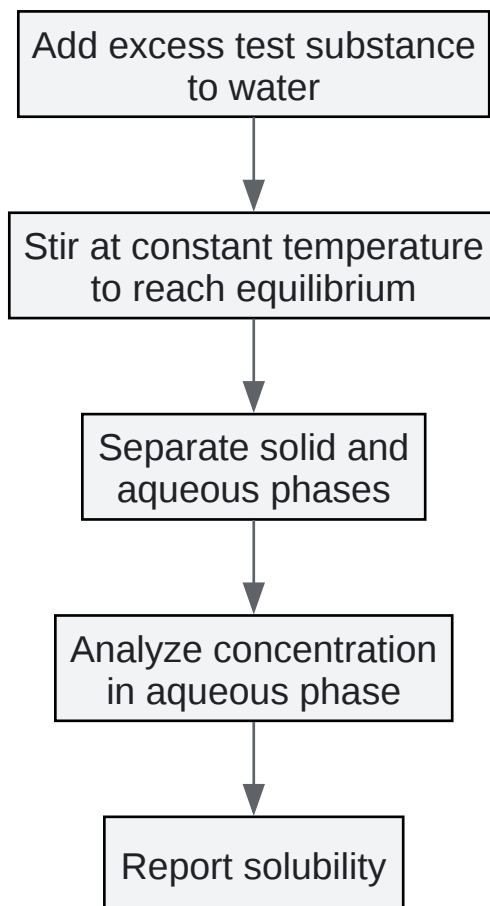 Add excess test substance
to water
Stir at constant temperature
to reach equilibrium
Separate solid and
aqueous phases
Analyze concentration
in aqueous phase
Report solubility